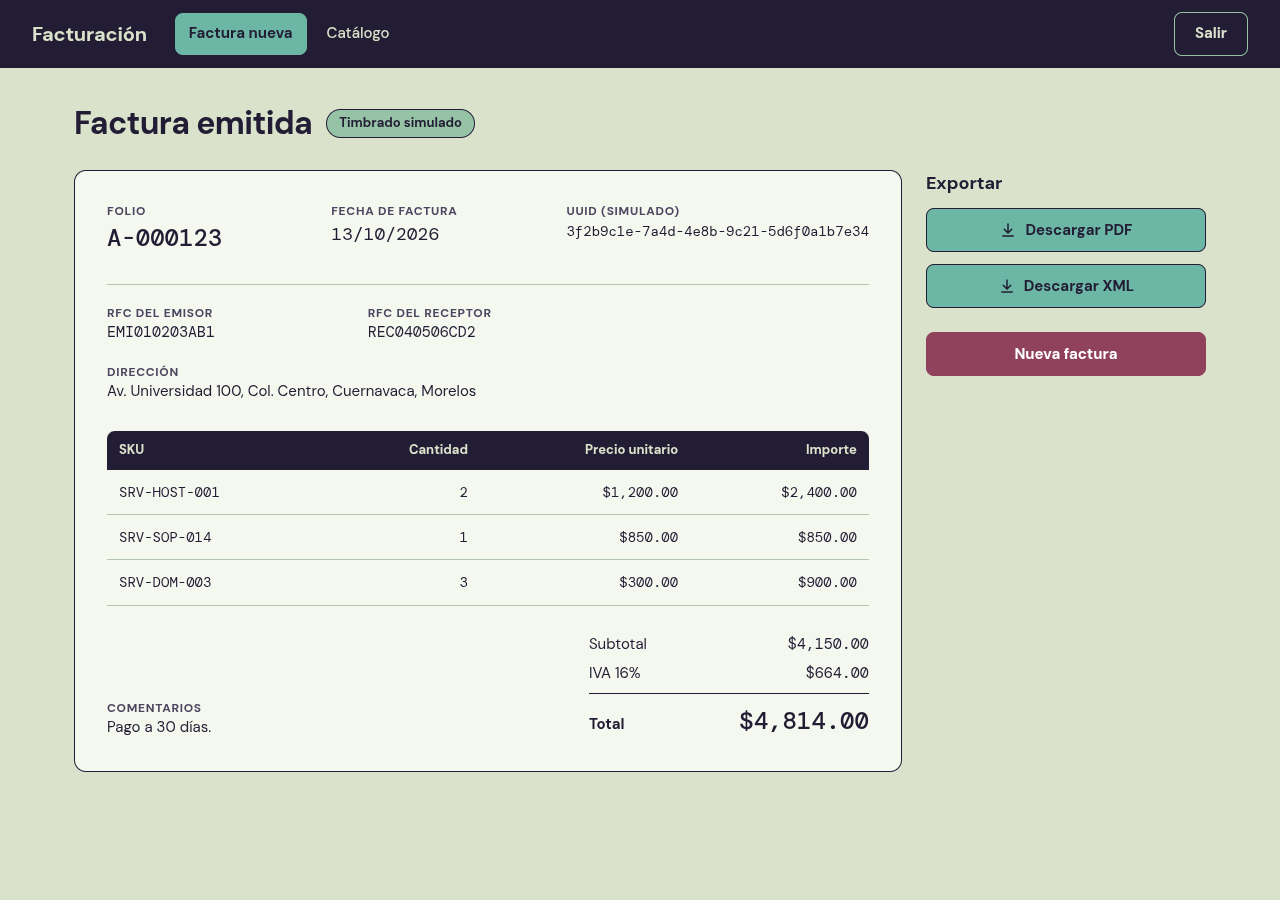 Facturación Factura nueva Catálogo Salir
Factura emitida Timbrado simulado
FOLIO FECHA DE FACTURA UUID (SIMULADO)
A-000123 13/10/2026 3f2b9c1e-7a4d-4e8b-9c21-5d6f0a1b7e34
RFC DEL EMISOR RFC DEL RECEPTOR
EMI010203AB1 REC040506CD2
DIRECCIÓN
Av. Universidad 100, Col. Centro, Cuernavaca, Morelos
SKU Cantidad Precio unitario Importe
SRV-HOST-001 2 $1,200.00 $2,400.00
SRV-SOP-014 1 $850.00 $850.00
SRV-DOM-003 3 $300.00 $900.00
Subtotal $4,150.00
IVA 16% $664.00
COMENTARIOS
Pago a 30 días.
Total $4,814.00
Exportar
Descargar PDF
Descargar XML
Nueva factura